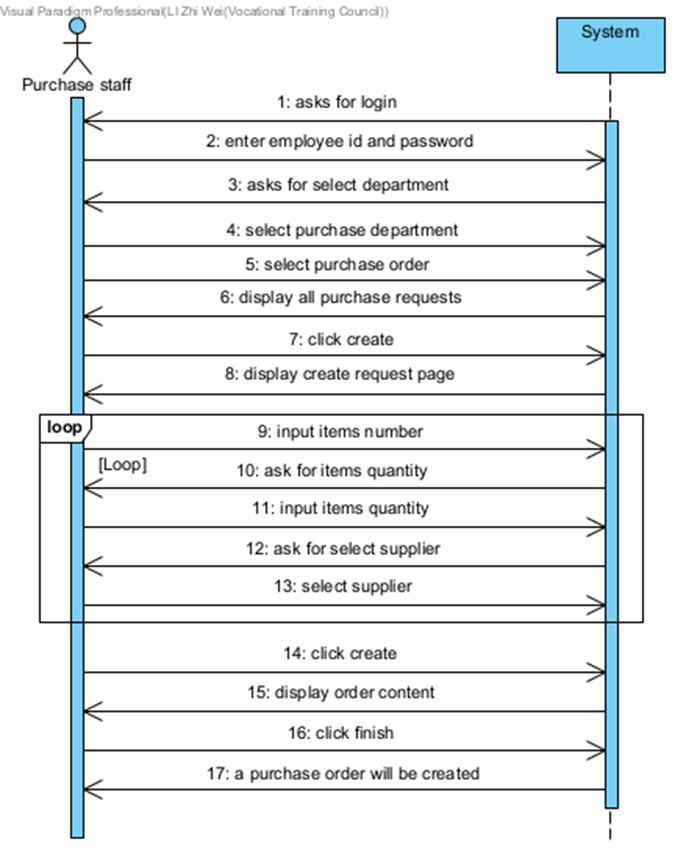 Visual Paradigm Professional(LI Zhi Wei(Vocational Training Council))
System
Purchase staff
1: asks for login
2: enter employee id and password
3: asks for select department
4: select purchase department
5: select purchase order
6: display all purchase requests
7: click create
8: display create request page
loop
9: input items number
[Loop]
10: ask for items quantity
11: input items quantity
12: ask for select supplier
13: select supplier
14: click create
15: display order content
16: click finish
17: a purchase order will be created